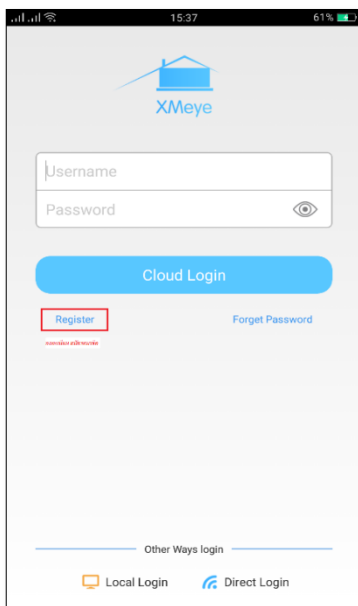 15:37
61%
XMeye
Username
Password
Cloud Login
Register
Forget Password
Other Ways login
Local Login
Direct Login